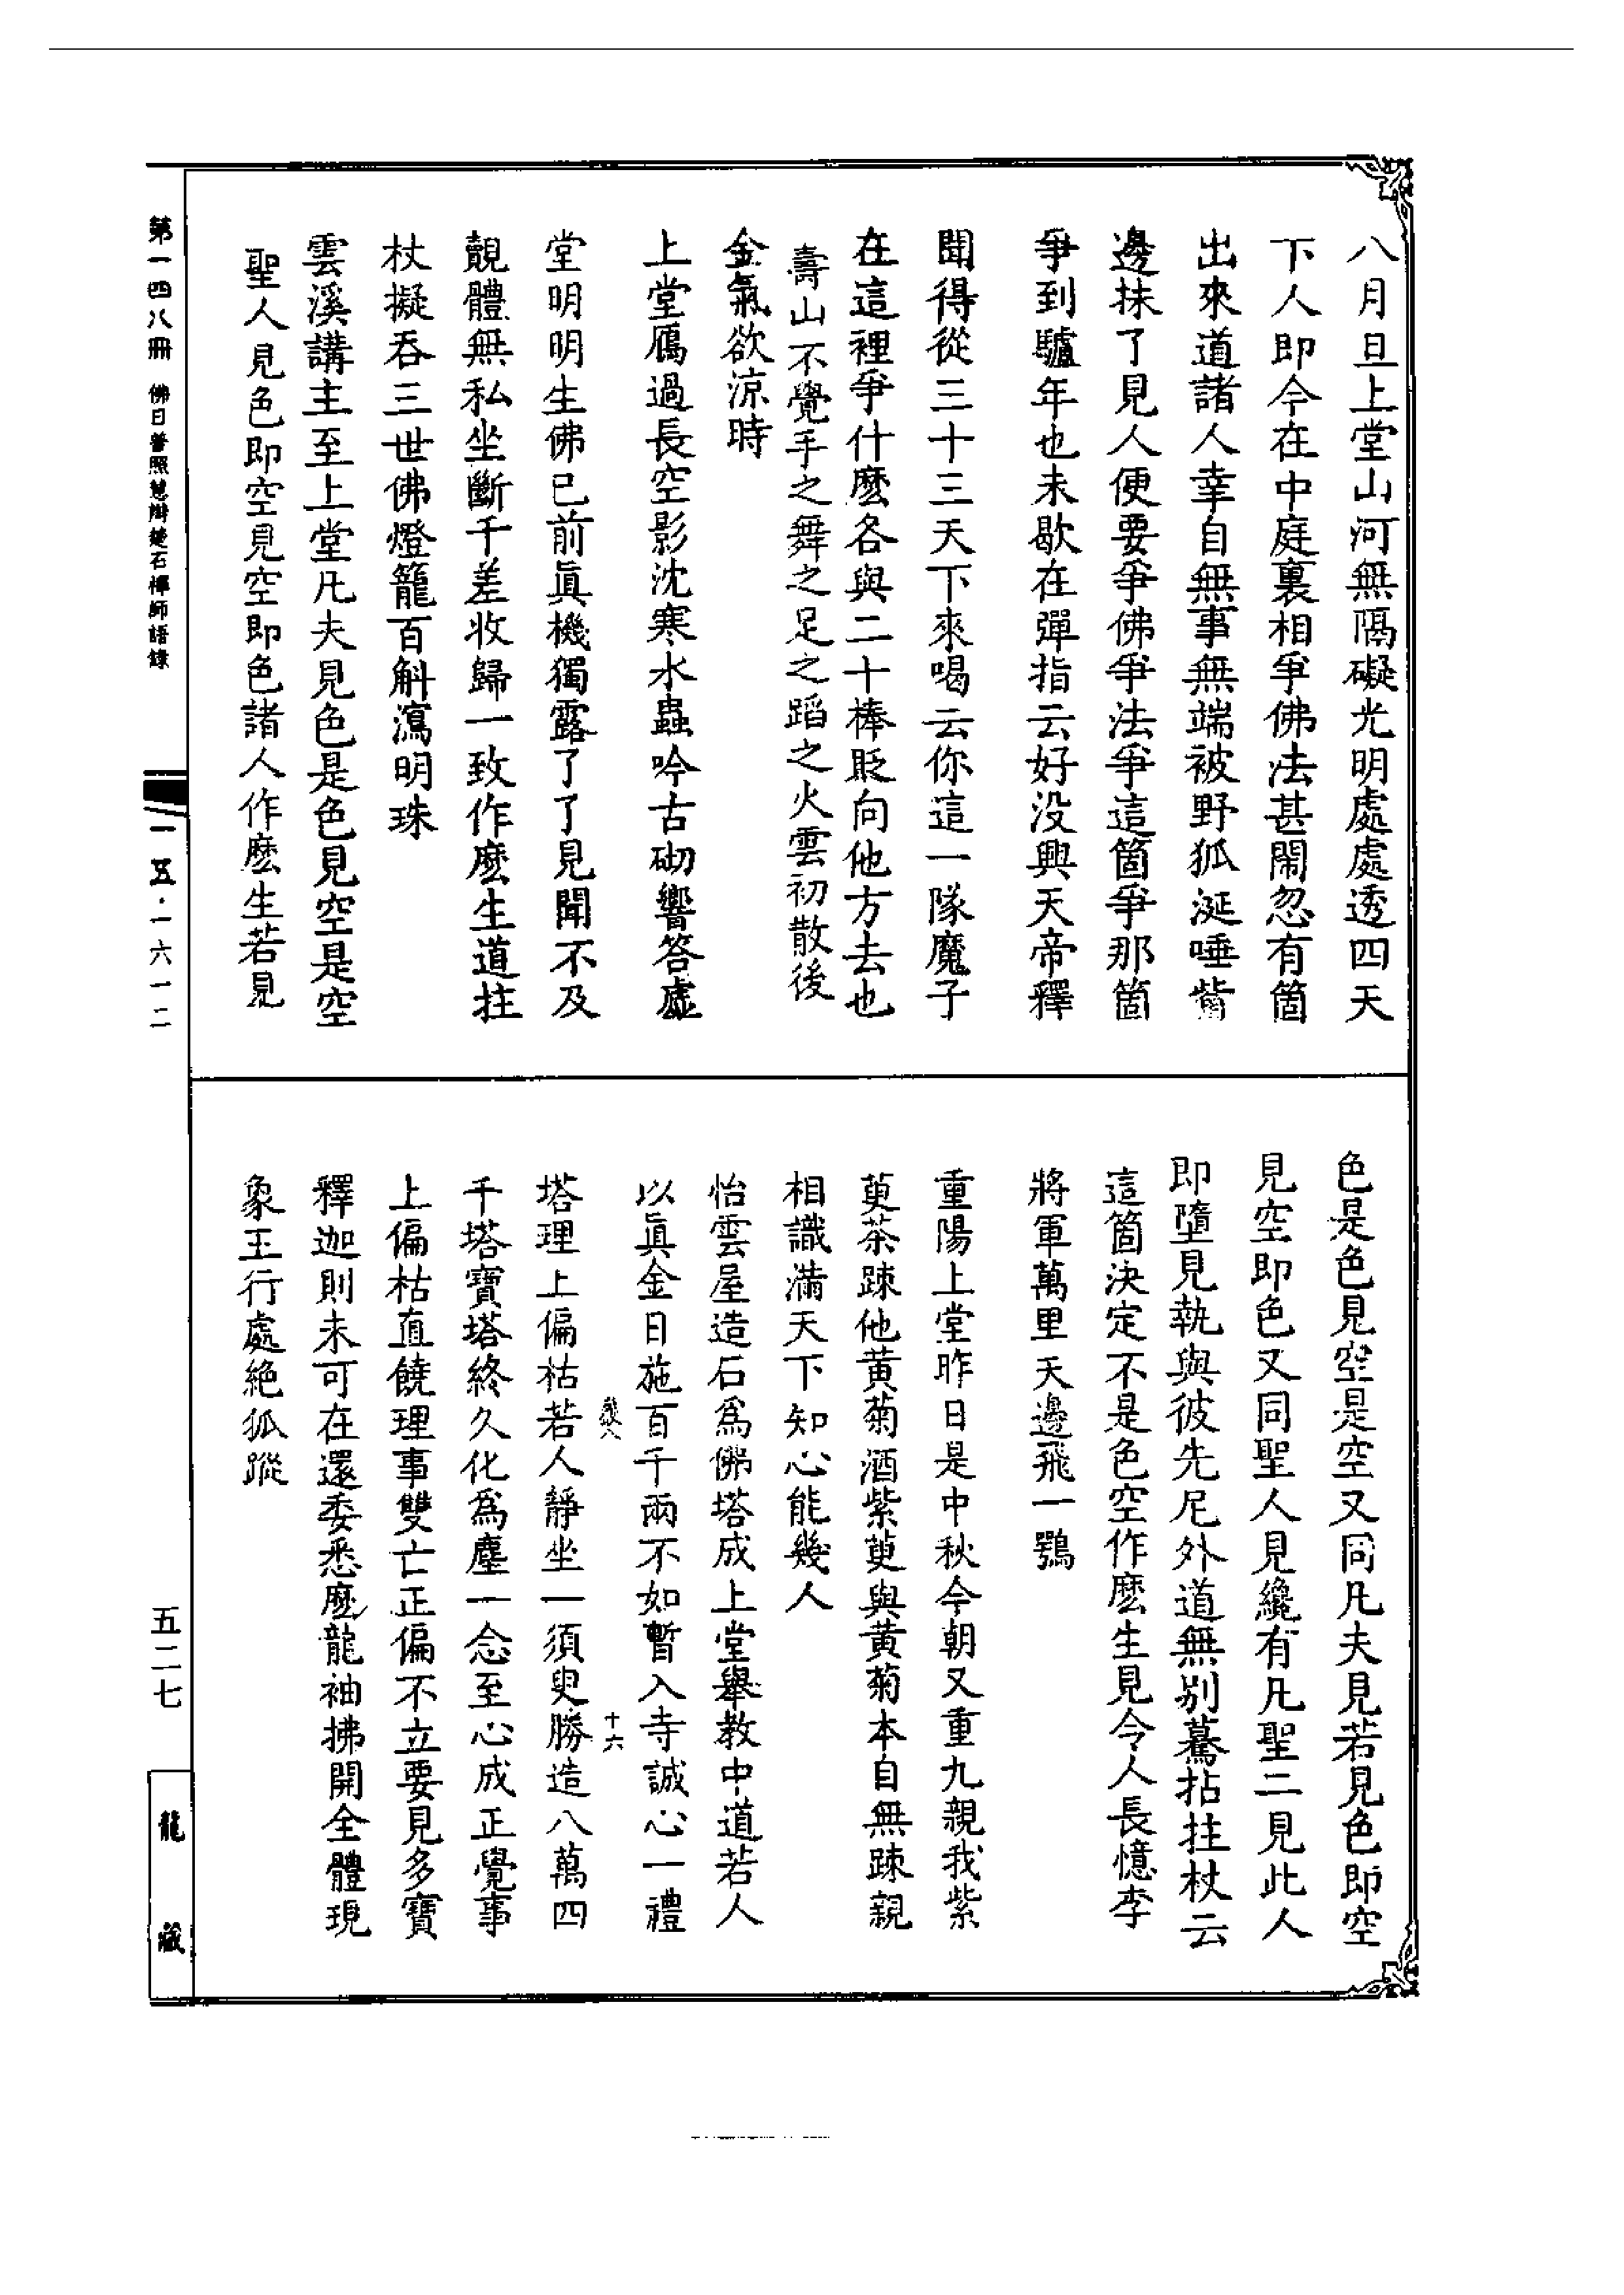 八月旦上堂山河無隔礙光明處處透四天
下人即今在中庭裏相爭佛法甚鬧忽有箇
出來道諸人幸自無事無端被野狐涎唾觜
邊抹了見人便要爭佛爭法爭這箇爭那箇
爭到驢年也未歇在彈指云好没興天帝釋
聞得從三十三天下來喝云你這一隊魔子
在這裡爭什麽各與二十棒貶向他方去也
壽山不覺手之舞之足之蹈之火雲初散後
金氣欲凉時
上堂鴈過長空影沈寒水蟲吟古砌響答虛
堂明明生佛已前眞機獨露了了見聞不及
覿體無私坐斷千差收歸一致作麽生道拄
杖擬吞三世佛燈籠百斛瀉明珠
雲溪講主至上堂凡夫見色是色見空是空
聖人見色即空見空即色諸人作麽生若見
色是色見空是空又同凡夫見若見色即空
見空即色又同聖人見纔有凡聖二見此人
即墮見執與彼先尼外道無别驀拈拄杖云
這箇決定不是色空作麽生見令人長憶李
將軍萬里天邊飛一鶚
重陽上堂昨日是中秋今朝又重九親我紫
萸茶踈他黄菊酒紫萸與黄菊本自無踈親
相識滿天下知心能幾人
怡雲屋造石爲佛塔成上堂舉教中道若人
以眞金日施百千兩不如暫入寺誠心一禮
十六
塔理上偏枯若人靜坐一須臾勝造八萬四
千塔寶塔終久化爲塵一念至心成正覺事
上偏枯直饒理事雙亡正偏不立要見多寶
釋迦則未可在還委悉麽龍袖拂開全體現
象王行處絶狐蹤
第一四八冊 佛日普照慧辯楚石禪師語錄
一五·一六一二
五二七
龍藏